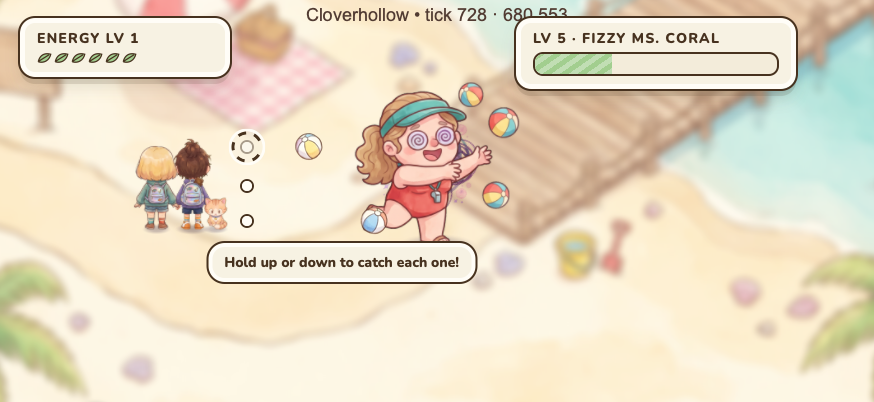 Cloverhollow • tick 728 · 680,553
ENERGY LV 1
LV 5 · FIZZY MS. CORAL
Hold up or down to catch each one!